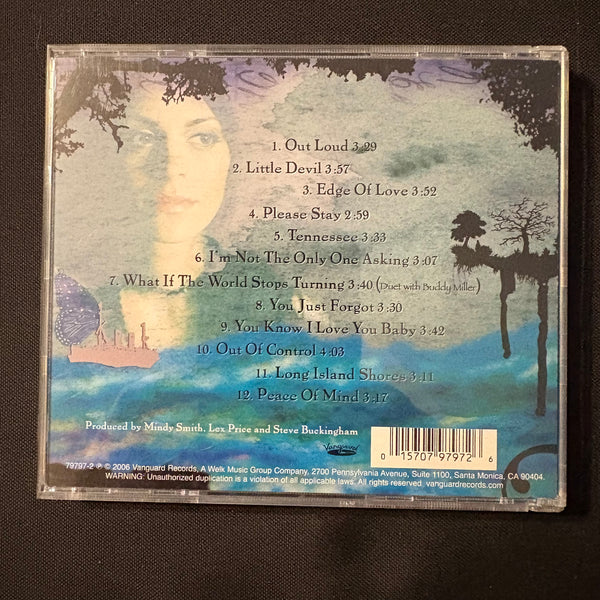 1. Out Loud 3:29
2. Little Devil 3:57
3. Edge Of Love 3:52
4. Please Stay 2:59
5. Tennessee 3:33
6. I'm Not The Only One Asking 3:07
7. What If The World Stops Turning 3:40 (Duet with Buddy Miller)
8. You Just Forgot 3:30
9. You Know I Love You Baby 3:42
10. Out Of Control 4:03
11. Long Island Shores 3:11
12. Peace Of Mind 3:17
Produced by Mindy Smith, Lex Price and Steve Buckingham
Vanguard
0 15707 97972 6
79797-2 ℗ © 2006 Vanguard Records, A Welk Music Group Company, 2700 Pennsylvania Avenue, Suite 1100, Santa Monica, CA 90404.
WARNING: Unauthorized duplication is a violation of all applicable laws. All rights reserved. vanguardrecords.com